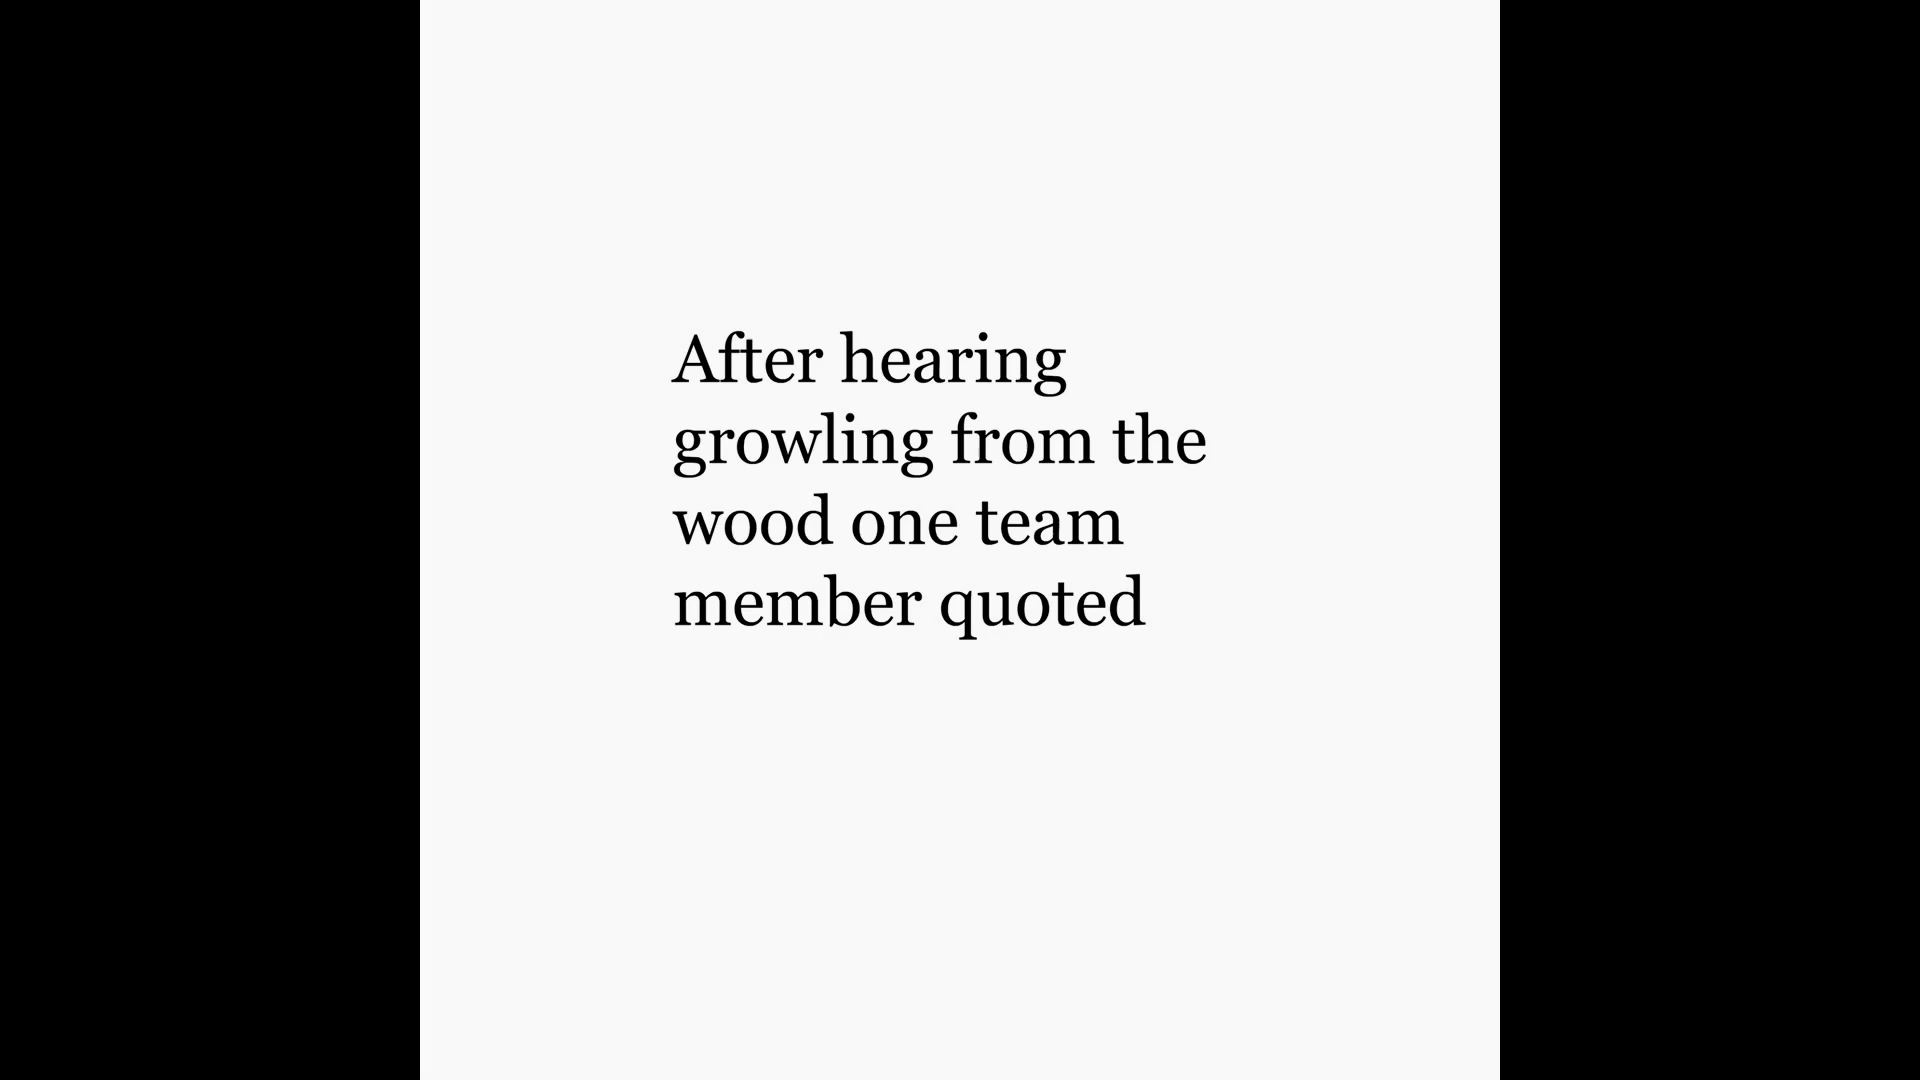 After hearing
growling from the
wood one team
member quoted